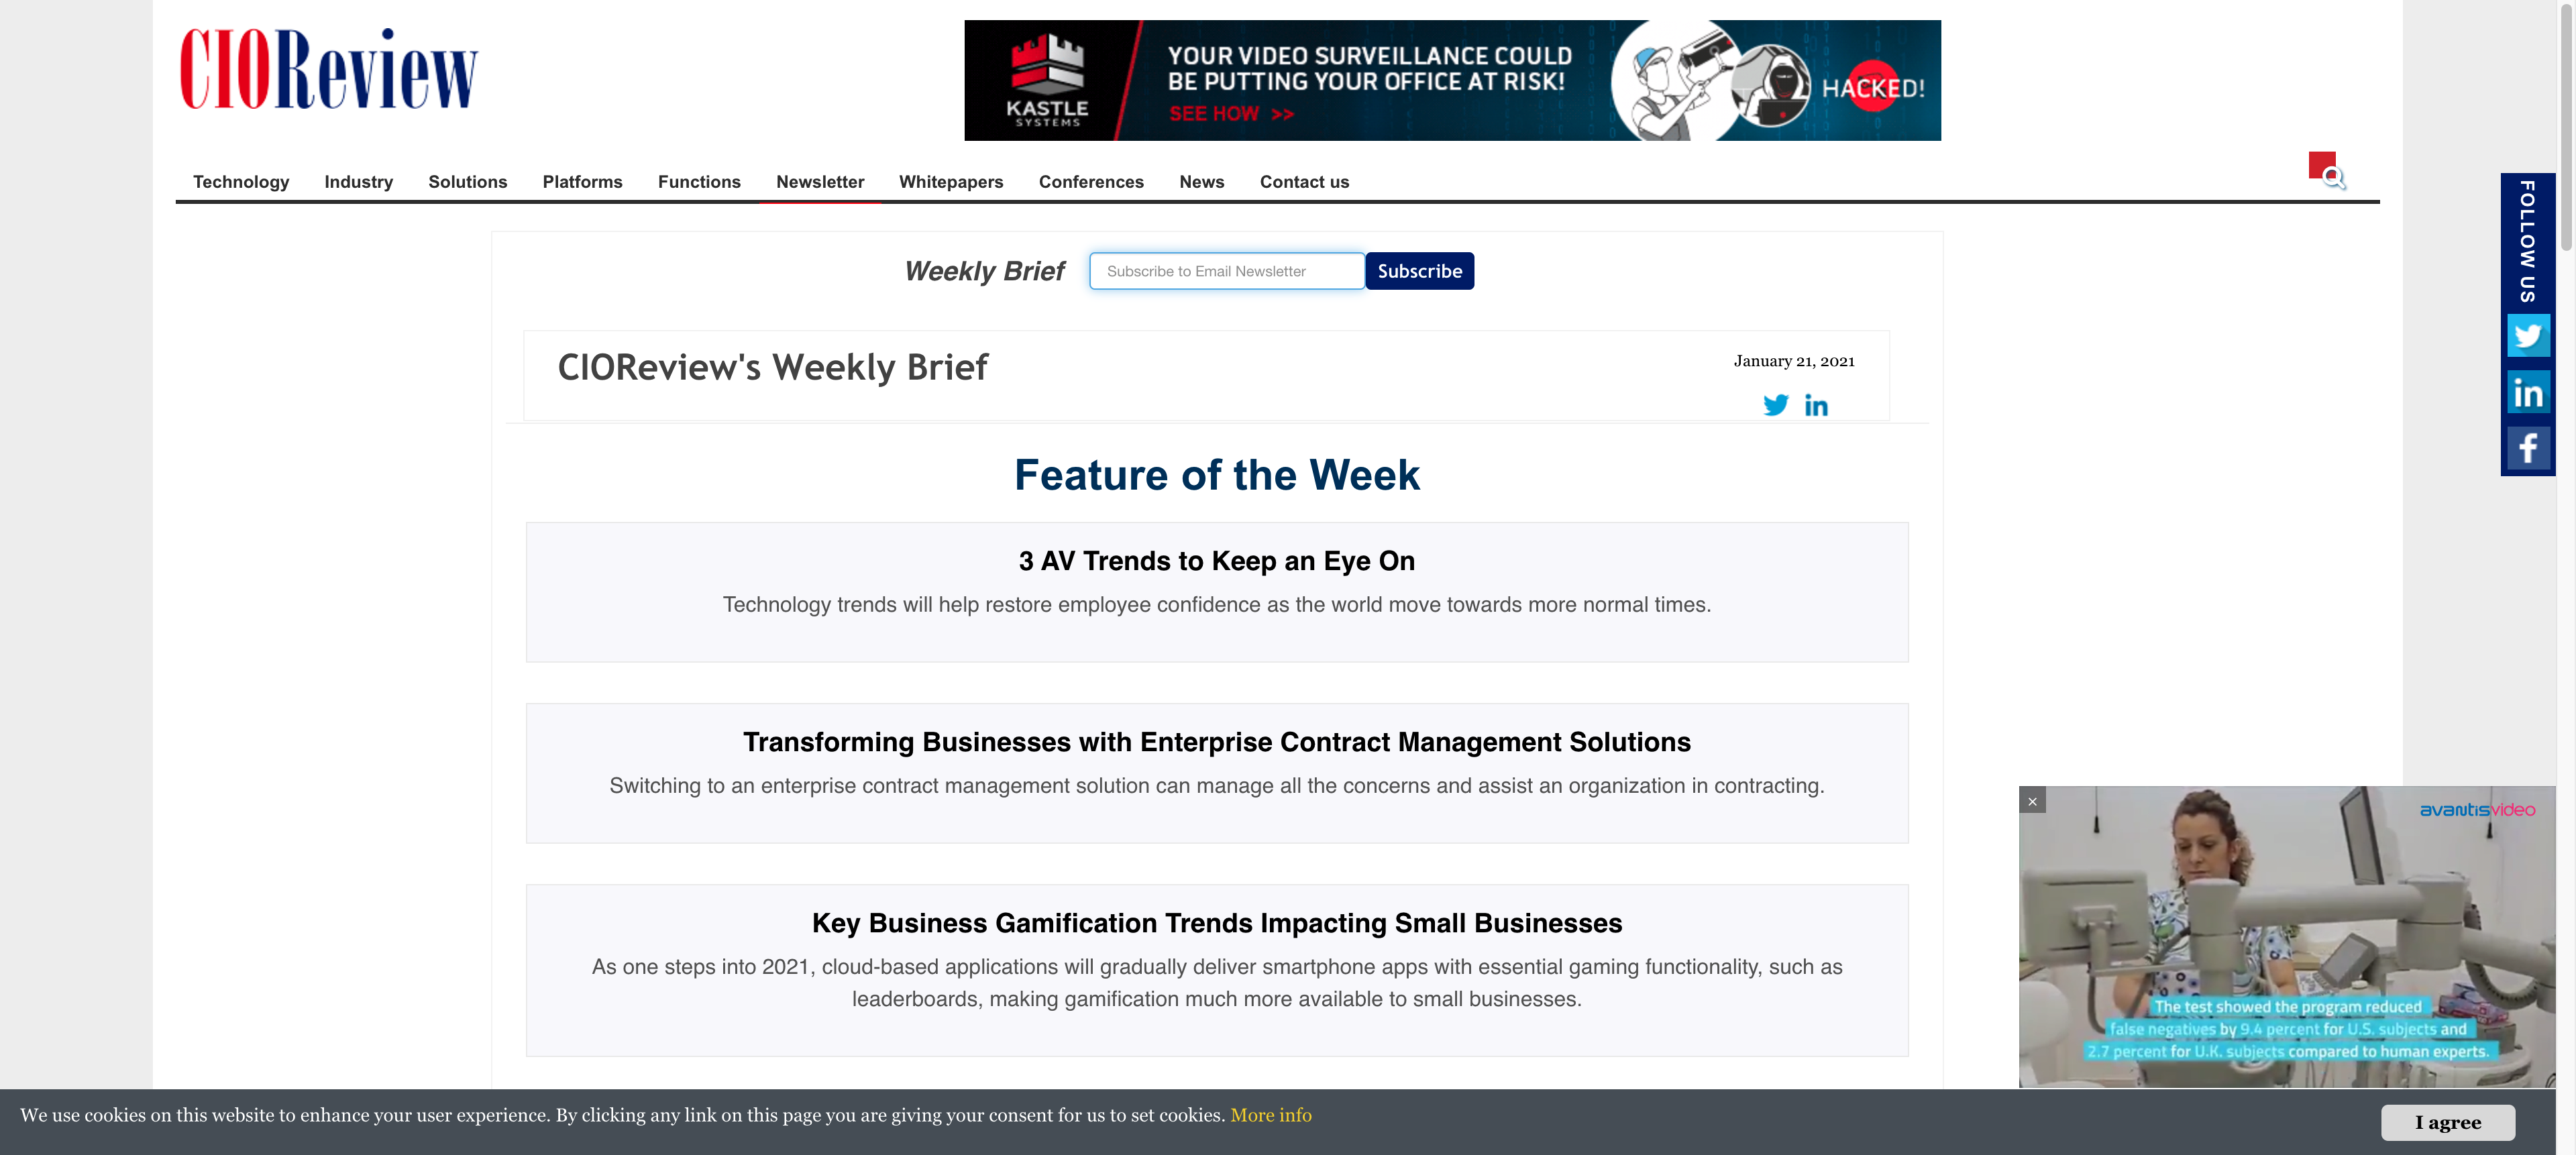 CIOReview
KASTLE
SYSTEMS
YOUR VIDEO SURVEILLANCE COULD
BE PUTTING YOUR OFFICE AT RISK!
SEE HOW >>
HACKED!
Technology Industry Solutions Platforms Functions Newsletter Whitepapers Conferences News Contact us
FOLLOW US
Weekly Brief Subscribe to Email Newsletter Subscribe
CIOReview's Weekly Brief
January 21, 2021
Feature of the Week
3 AV Trends to Keep an Eye On
Technology trends will help restore employee confidence as the world move towards more normal times.
Transforming Businesses with Enterprise Contract Management Solutions
Switching to an enterprise contract management solution can manage all the concerns and assist an organization in contracting.
Key Business Gamification Trends Impacting Small Businesses
As one steps into 2021, cloud-based applications will gradually deliver smartphone apps with essential gaming functionality, such as
leaderboards, making gamification much more available to small businesses.
avantisvideo
The test showed the program reduced
false negatives by 9.4 percent for U.S. subjects and
2.7 percent for U.K. subjects compared to human experts.
We use cookies on this website to enhance your user experience. By clicking any link on this page you are giving your consent for us to set cookies. More info
I agree